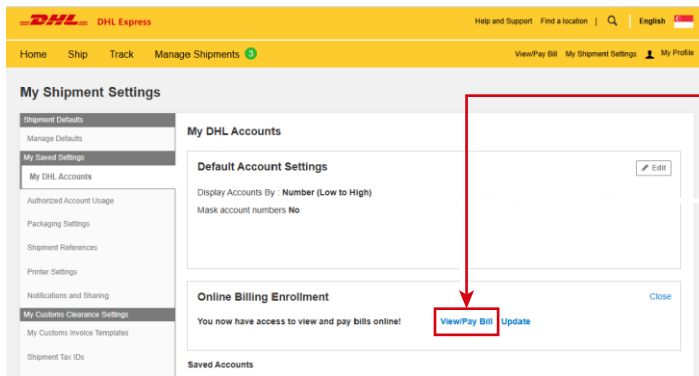 DHL DHL Express
Help and Support Find a location | English
Home Ship Track Manage Shipments 3
View/Pay Bill My Shipment Settings My Profile
My Shipment Settings
Shipment Defaults
Manage Defaults
My Saved Settings
My DHL Accounts
Authorized Account Usage
Packaging Settings
Shipment References
Printer Settings
Notifications and Sharing
My Customs Clearance Settings
My Customs Invoice Templates
Shipment Tax IDs
My DHL Accounts
Default Account Settings
Edit
Display Accounts By : Number (Low to High)
Mask account numbers No
Online Billing Enrollment
Close
You now have access to view and pay bills online! View/Pay Bill Update
Saved Accounts